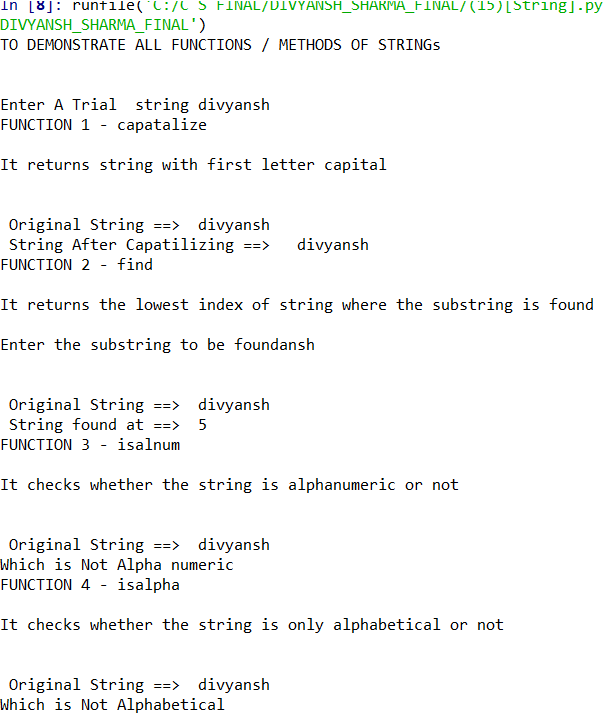 In [8]: runfile('C:/C S FINAL/DIVYANSH_SHARMA_FINAL/(15)[String].py
DIVYANSH_SHARMA_FINAL')
TO DEMONSTRATE ALL FUNCTIONS / METHODS OF STRINGs
Enter A Trial  string divyansh
FUNCTION 1 - capatalize
It returns string with first letter capital
Original String ==>  divyansh
String After Capatilizing ==>   divyansh
FUNCTION 2 - find
It returns the lowest index of string where the substring is found
Enter the substring to be foundansh
Original String ==>  divyansh
String found at ==>  5
FUNCTION 3 - isalnum
It checks whether the string is alphanumeric or not
Original String ==>  divyansh
Which is Not Alpha numeric
FUNCTION 4 - isalpha
It checks whether the string is only alphabetical or not
Original String ==>  divyansh
Which is Not Alphabetical